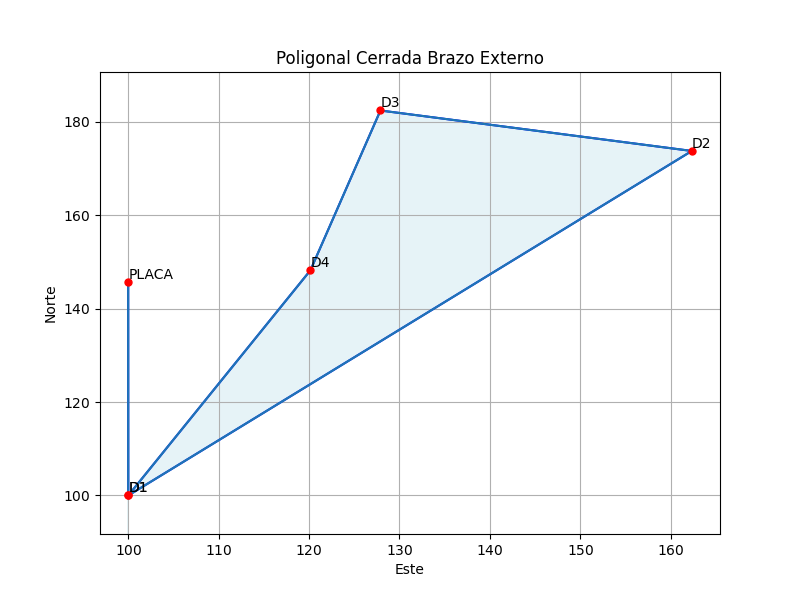 Poligonal Cerrada Brazo Externo
D3
D2
D4
PLACA
D1
Norte
180
160
140
120
100
100 110 120 130 140 150 160
Este